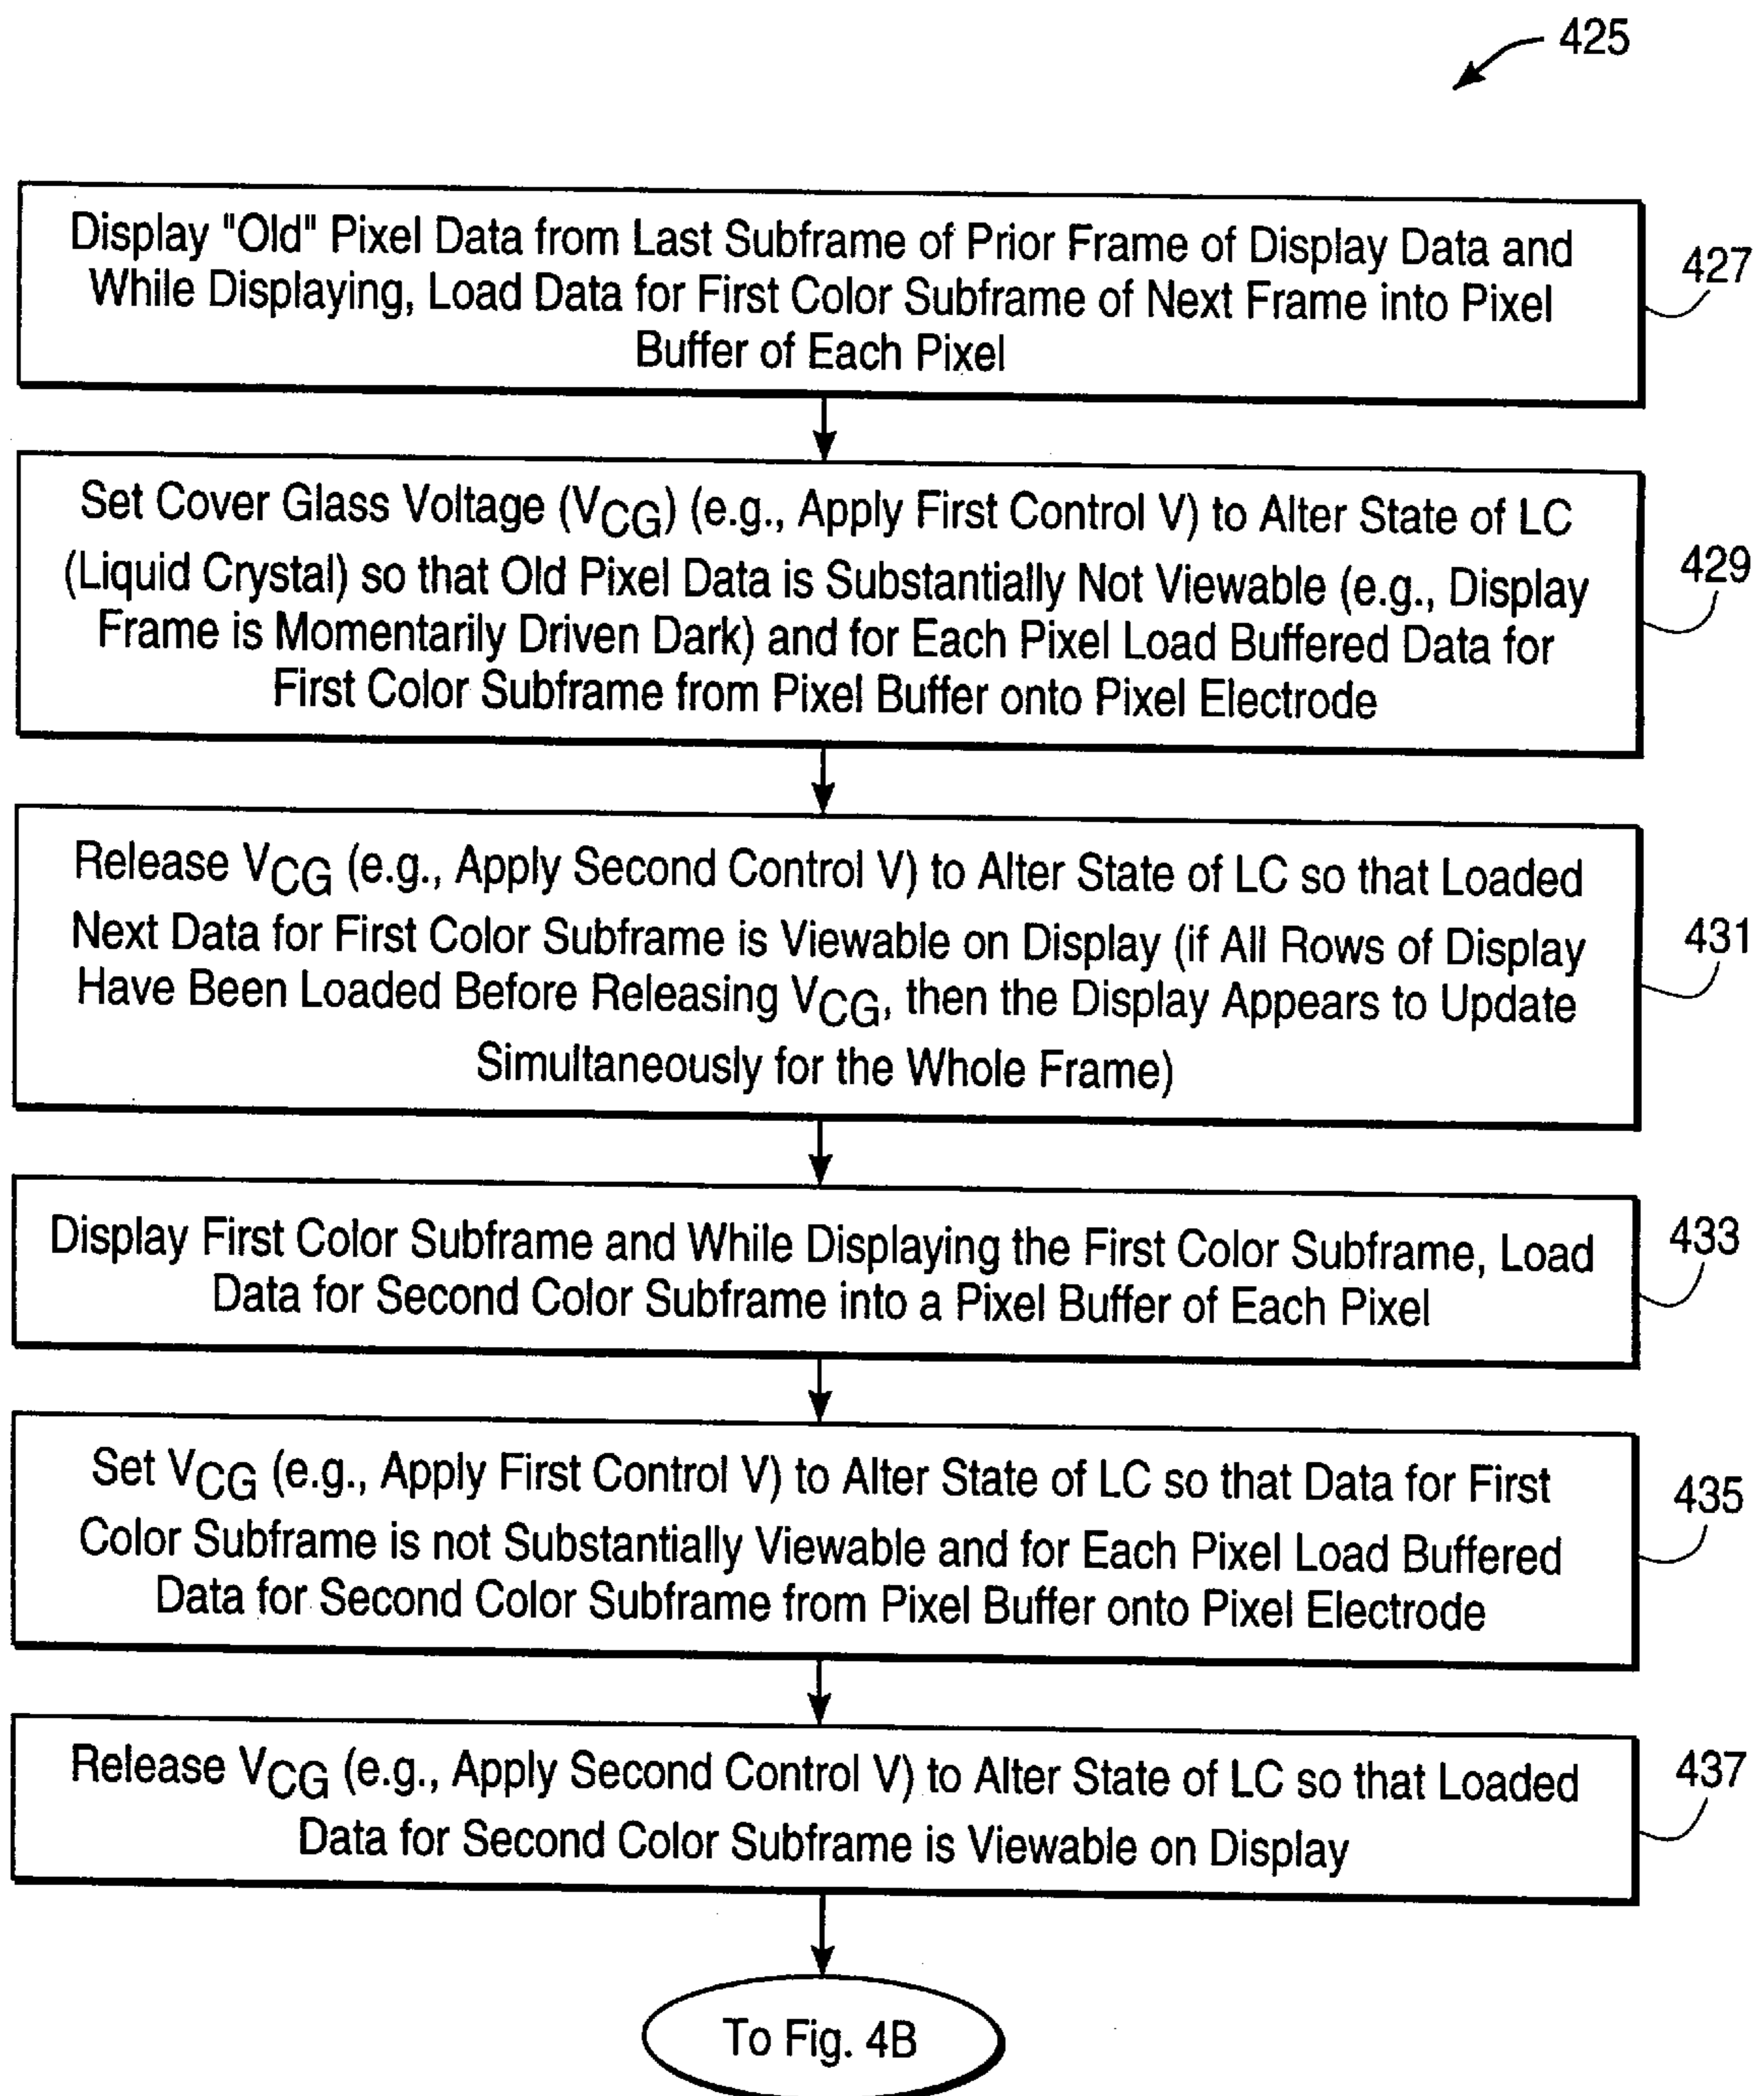 425
Display "Old" Pixel Data from Last Subframe of Prior Frame of Display Data and
While Displaying, Load Data for First Color Subframe of Next Frame into Pixel
Buffer of Each Pixel
427
Set Cover Glass Voltage (VCG) (e.g., Apply First Control V) to Alter State of LC
(Liquid Crystal) so that Old Pixel Data is Substantially Not Viewable (e.g., Display
Frame is Momentarily Driven Dark) and for Each Pixel Load Buffered Data for
First Color Subframe from Pixel Buffer onto Pixel Electrode
429
Release VCG (e.g., Apply Second Control V) to Alter State of LC so that Loaded
Next Data for First Color Subframe is Viewable on Display (if All Rows of Display
Have Been Loaded Before Releasing VCG, then the Display Appears to Update
Simultaneously for the Whole Frame)
431
Display First Color Subframe and While Displaying the First Color Subframe, Load
Data for Second Color Subframe into a Pixel Buffer of Each Pixel
433
Set VCG (e.g., Apply First Control V) to Alter State of LC so that Data for First
Color Subframe is not Substantially Viewable and for Each Pixel Load Buffered
Data for Second Color Subframe from Pixel Buffer onto Pixel Electrode
435
Release VCG (e.g., Apply Second Control V) to Alter State of LC so that Loaded
Data for Second Color Subframe is Viewable on Display
437
To Fig. 4B